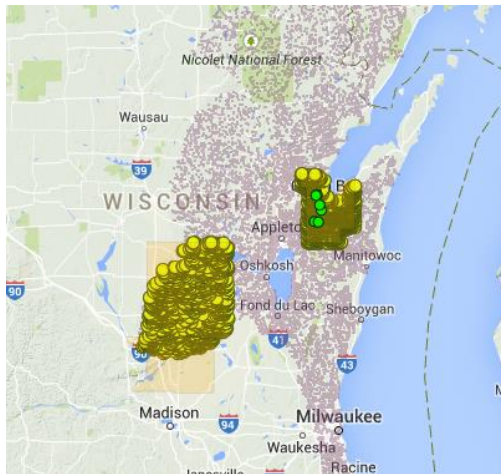 Nicolet National Forest
Wausau
39
WISCONSIN
B
Appleto
Manitowoc
90
Oshkosh
Fond du Lac
Sheboygan
41
90
43
Madison
94
Milwaukee
Waukesha
Racine